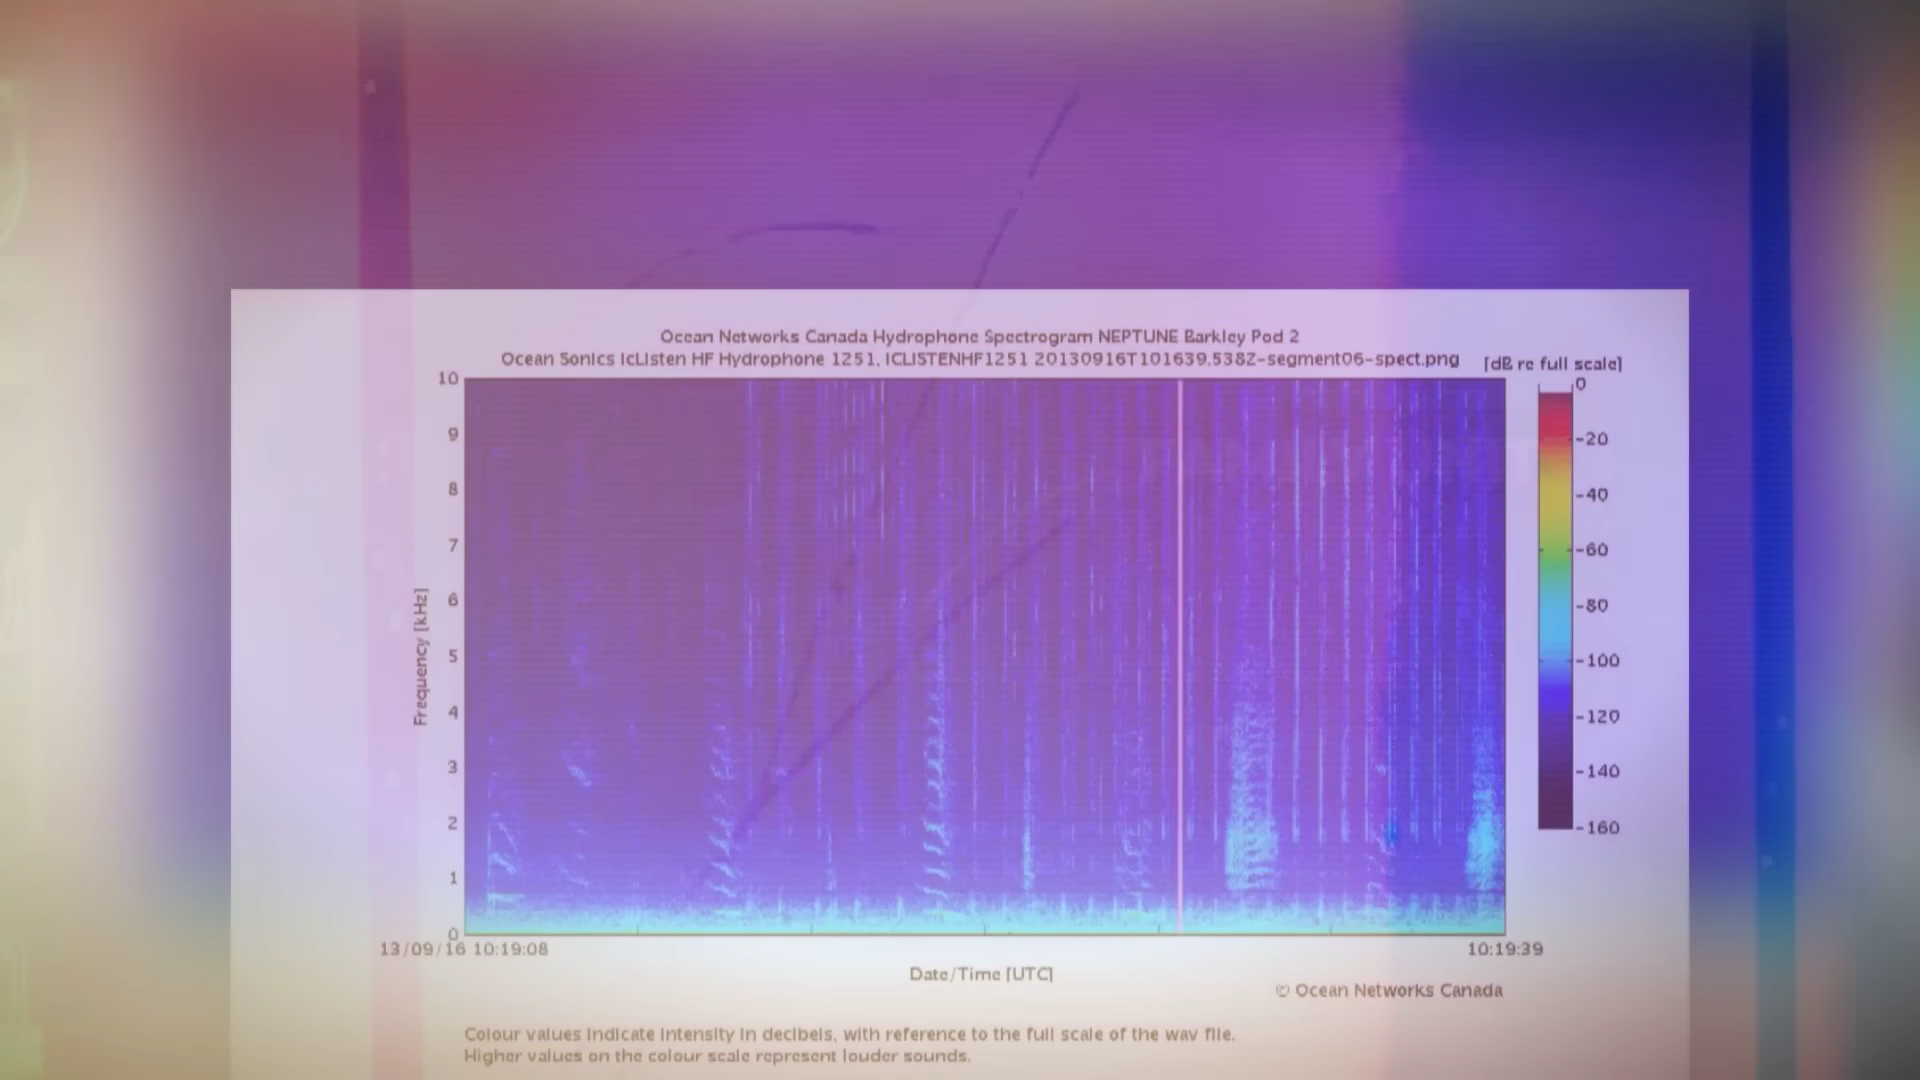 Ocean Networks Canada Hydrophone Spectrogram NEPTUNE Barkley Pod 2
Ocean Sonics icListen HF Hydrophone 1251, ICLISTENHF1251 20130916T101639.538Z-segment06-spect.png
[dB re full scale]
10
9
8
7
6
5
4
3
2
1
0
Frequency [kHz]
0
-20
-40
-60
-80
-100
-120
-140
-160
13/09/16 10:19:08
10:19:39
Date/Time [UTC]
© Ocean Networks Canada
Colour values indicate intensity in decibels, with reference to the full scale of the wav file.
Higher values on the colour scale represent louder sounds.